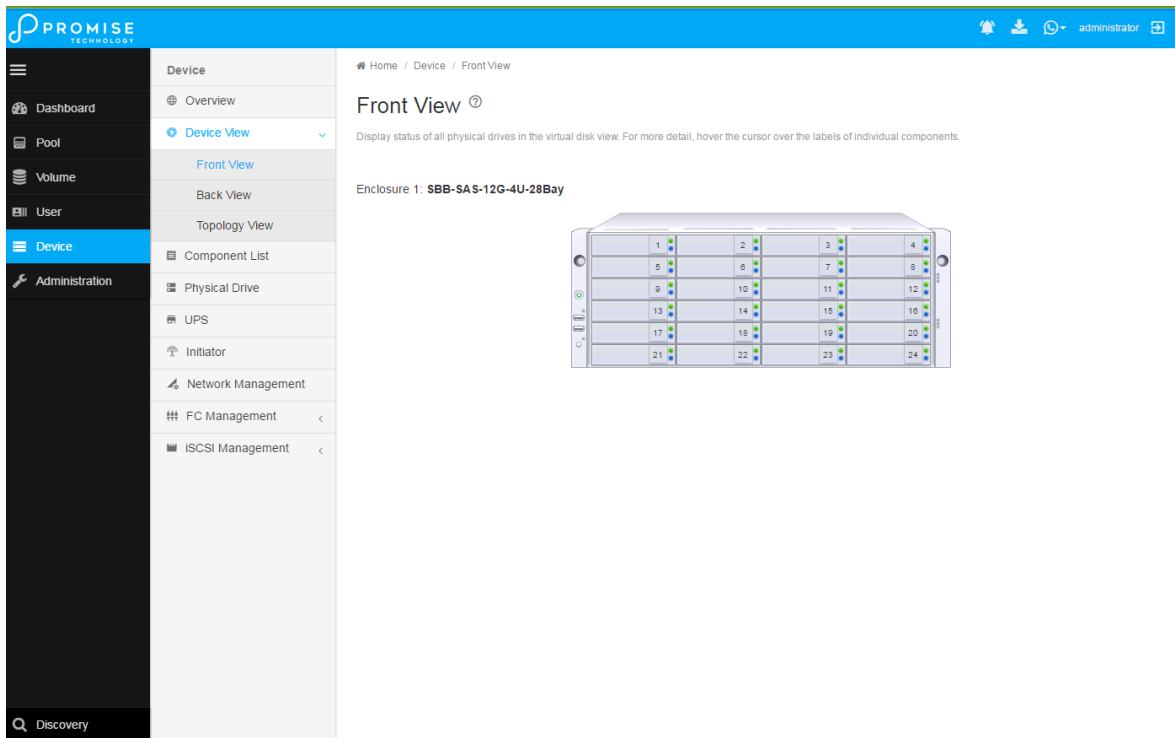 PROMISE
TECHNOLOGY
administrator
Dashboard
Pool
Volume
User
Device
Administration
Discovery
Device
Overview
Device View
Front View
Back View
Topology View
Component List
Physical Drive
UPS
Initiator
Network Management
FC Management
iSCSI Management
Home / Device / Front View
Front View
Display status of all physical drives in the virtual disk view. For more detail, hover the cursor over the labels of individual components.
Enclosure 1: SBB-SAS-12G-4U-28Bay
1 2 3 4
5 6 7 8
9 10 11 12
13 14 15 16
17 18 19 20
21 22 23 24